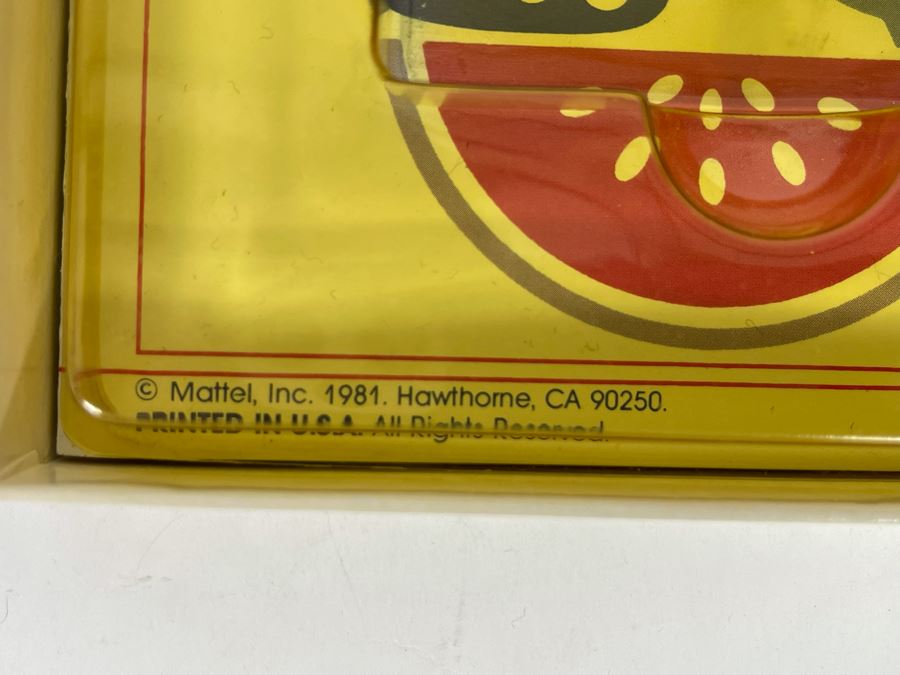 © Mattel, Inc. 1981. Hawthorne, CA 90250.
PRINTED IN U.S.A. All Rights Reserved.